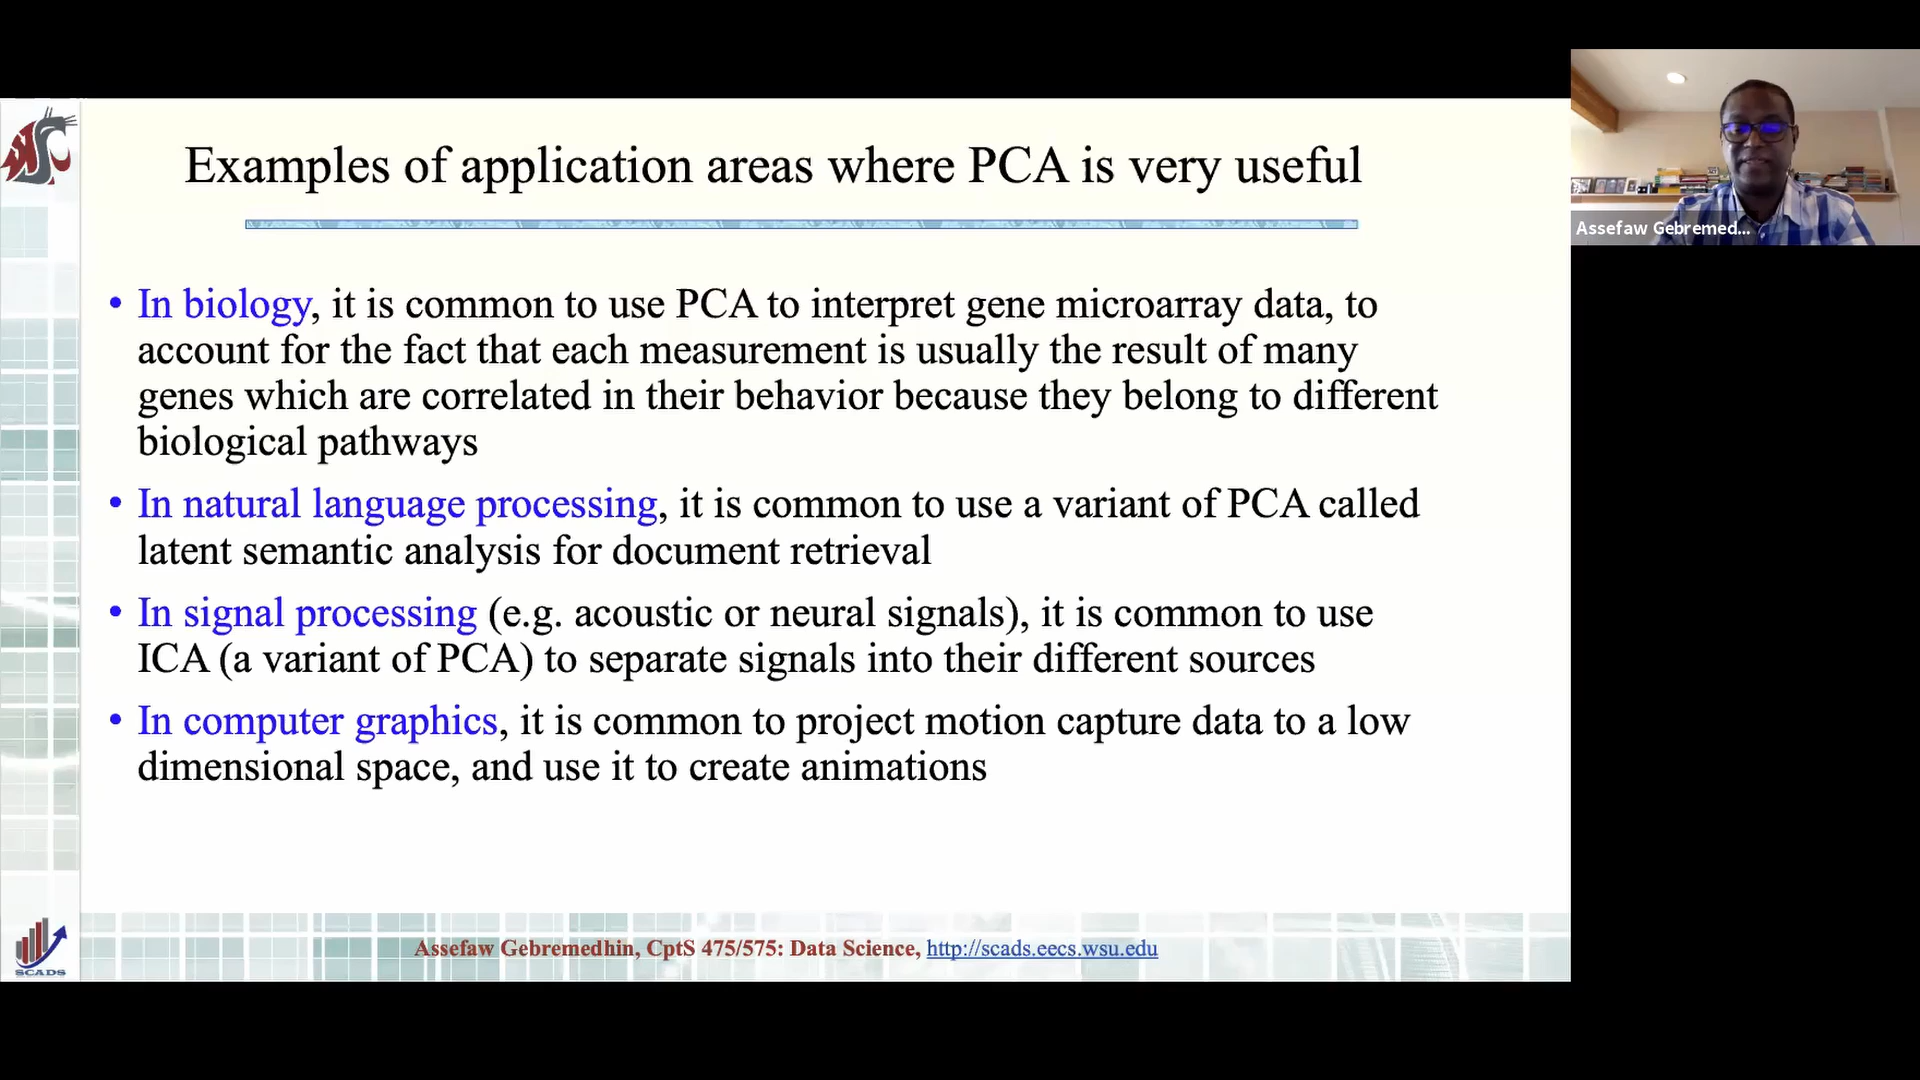 Examples of application areas where PCA is very useful
• In biology, it is common to use PCA to interpret gene microarray data, to
account for the fact that each measurement is usually the result of many
genes which are correlated in their behavior because they belong to different
biological pathways
• In natural language processing, it is common to use a variant of PCA called
latent semantic analysis for document retrieval
• In signal processing (e.g. acoustic or neural signals), it is common to use
ICA (a variant of PCA) to separate signals into their different sources
• In computer graphics, it is common to project motion capture data to a low
dimensional space, and use it to create animations
SCADS
Assefaw Gebremedhin, CptS 475/575: Data Science, http://scads.eecs.wsu.edu
Assefaw Gebremed...